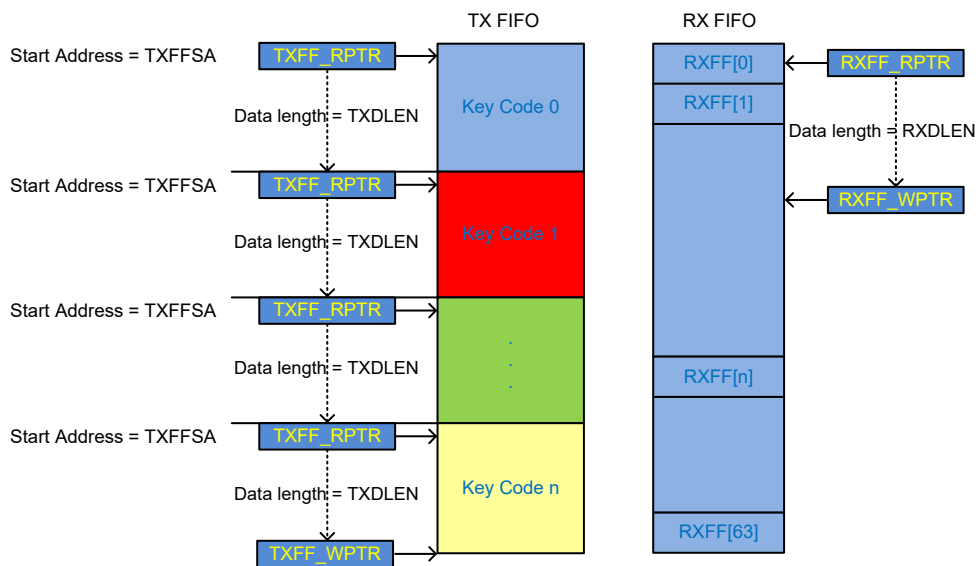 TX FIFO
RX FIFO
Start Address = TXFFSA
TXFF_RPTR
RXFF[0]
RXFF_RPTR
Data length = TXDLEN
Key Code 0
RXFF[1]
Data length = RXDLEN
Start Address = TXFFSA
TXFF_RPTR
RXFF_WPTR
Data length = TXDLEN
Key Code 1
Start Address = TXFFSA
TXFF_RPTR
Data length = TXDLEN
.
.
.
RXFF[n]
Start Address = TXFFSA
TXFF_RPTR
Data length = TXDLEN
Key Code n
RXFF[63]
TXFF_WPTR